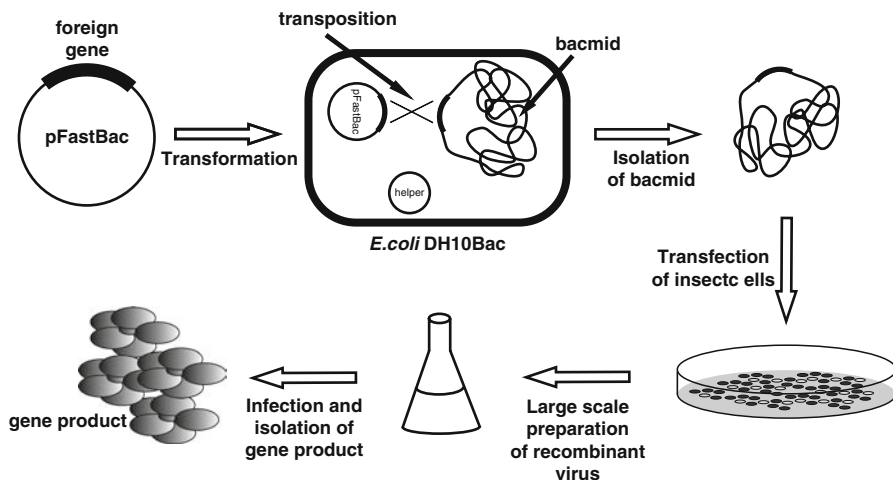 foreign
gene
pFastBac
Transformation
transposition
bacmid
pFastBac
helper
E.coli DH10Bac
Isolation
of bacmid
Transfection
of insectc ells
Large scale
preparation
of recombinant
virus
Infection and
isolation of
gene product
gene product